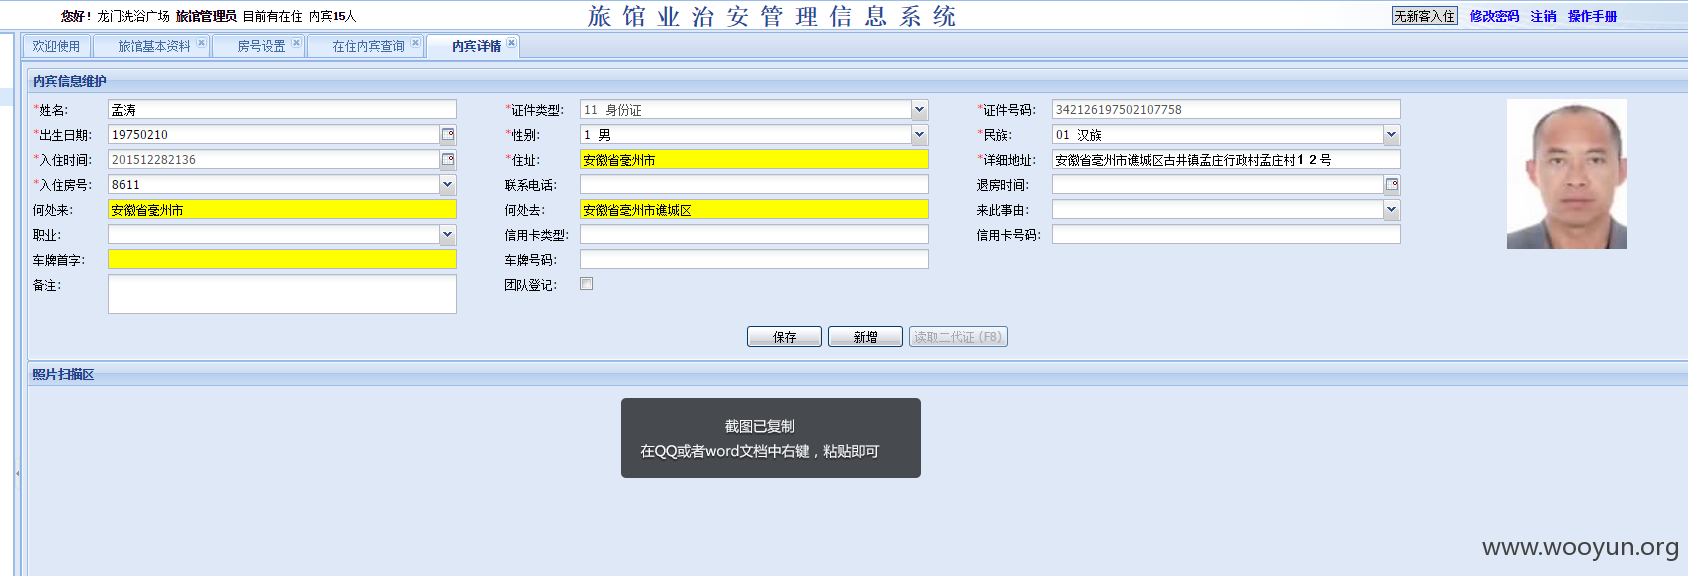 您好！龙门洗浴广场 旅馆管理员 目前有在住 内宾15人
旅馆业治安管理信息系统
无新客入住 修改密码 注销 操作手册
欢迎使用 旅馆基本资料 房号设置 在住内宾查询 内宾详情
内宾信息维护
*姓名: 孟涛 *证件类型: 11 身份证 *证件号码: 342126197502107758
*出生日期: 19750210 *性别: 1 男 *民族: 01 汉族
*入住时间: 201512282136 *住址: 安徽省亳州市 *详细地址: 安徽省亳州市谯城区古井镇孟庄行政村孟庄村１２号
*入住房号: 8611 联系电话: 退房时间:
何处来: 安徽省亳州市 何处去: 安徽省亳州市谯城区 来此事由:
职业: 信用卡类型: 信用卡号码:
车牌首字: 车牌号码:
备注: 团队登记:
保存 新增 读取二代证 (F8)
照片扫描区
截图已复制
在QQ或者word文档中右键，粘贴即可
www.wooyun.org